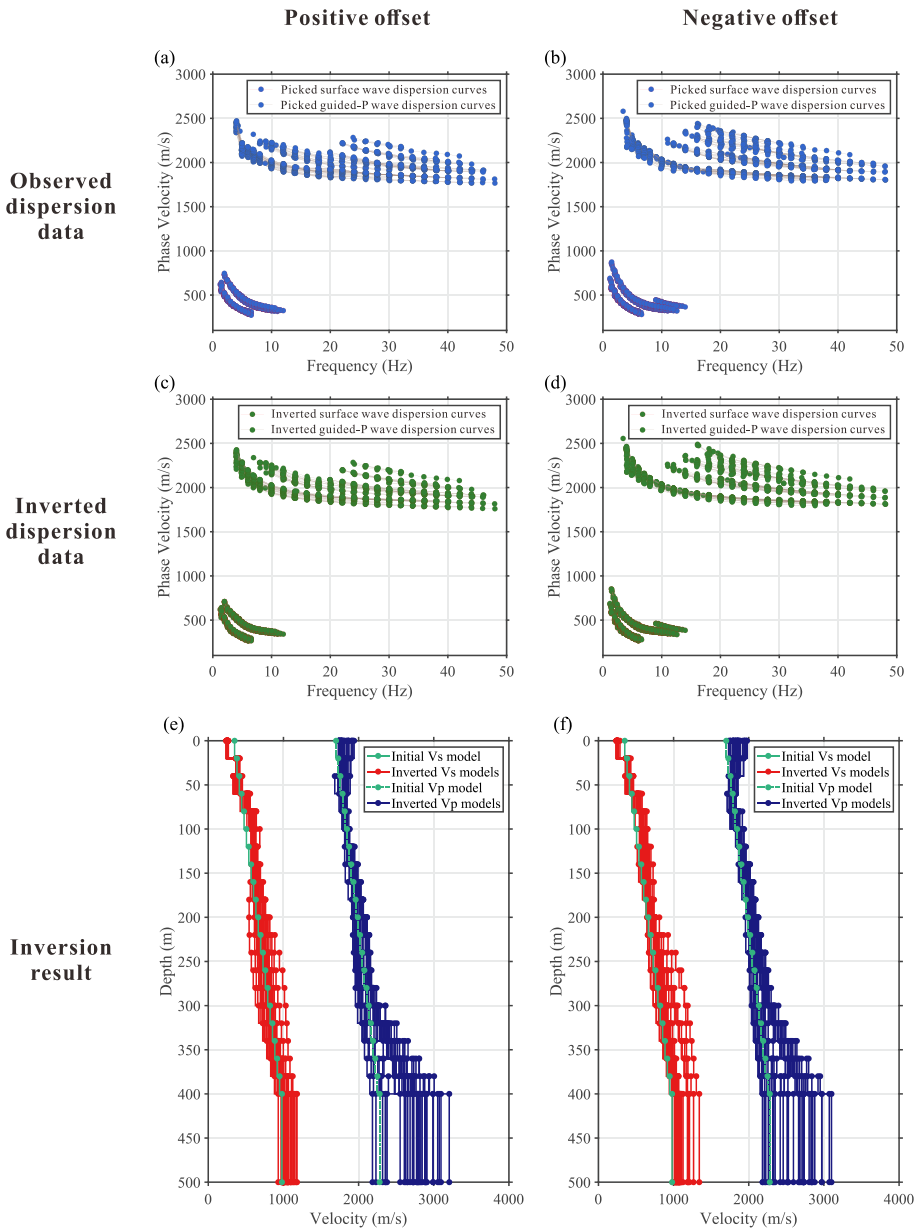 Positive offset
Negative offset
Observed
dispersion
data
(a)
3000
2500
2000
1500
1000
500
Phase Velocity (m/s)
Picked surface wave dispersion curves
Picked guided-P wave dispersion curves
0 10 20 30 40 50
Frequency (Hz)
(b)
3000
2500
2000
1500
1000
500
Phase Velocity (m/s)
Picked surface wave dispersion curves
Picked guided-P wave dispersion curves
0 10 20 30 40 50
Frequency (Hz)
Inverted
dispersion
data
(c)
3000
2500
2000
1500
1000
500
Phase Velocity (m/s)
Inverted surface wave dispersion curves
Inverted guided-P wave dispersion curves
0 10 20 30 40 50
Frequency (Hz)
(d)
3000
2500
2000
1500
1000
500
Phase Velocity (m/s)
Inverted surface wave dispersion curves
Inverted guided-P wave dispersion curves
0 10 20 30 40 50
Frequency (Hz)
Inversion
result
(e)
0
50
100
150
200
250
300
350
400
450
500
Depth (m)
Initial Vs model
Inverted Vs models
Initial Vp model
Inverted Vp models
0 1000 2000 3000 4000
Velocity (m/s)
(f)
0
50
100
150
200
250
300
350
400
450
500
Depth (m)
Initial Vs model
Inverted Vs models
Initial Vp model
Inverted Vp models
0 1000 2000 3000 4000
Velocity (m/s)